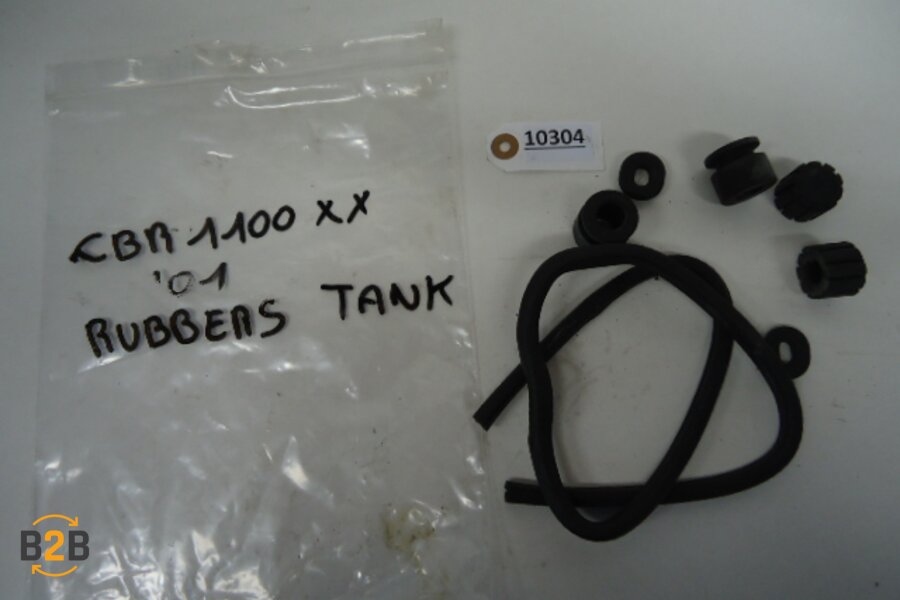 CBR 1100 XX
'01
RUBBERS TANK
10304
B2B